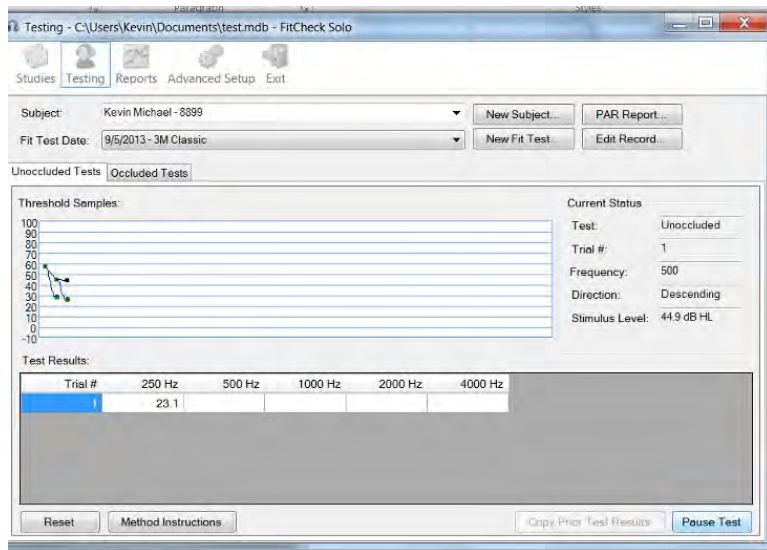 Paragraph
Styles
Testing - C:\Users\Kevin\Documents\test.mdb - FitCheck Solo
Studies Testing Reports Advanced Setup Exit
Subject: Kevin Michael - 8899 New Subject... PAR Report...
Fit Test Date: 9/5/2013 - 3M Classic New Fit Test... Edit Record...
Unoccluded Tests Occluded Tests
Threshold Samples: Current Status
100
90
80
70
60
50
40
30
20
10
0
-10
Test: Unoccluded
Trial #: 1
Frequency: 500
Direction: Descending
Stimulus Level: 44.9 dB HL
Test Results:
Trial # 250 Hz 500 Hz 1000 Hz 2000 Hz 4000 Hz
1 23.1
Reset Method Instructions Copy Prior Test Results Pause Test